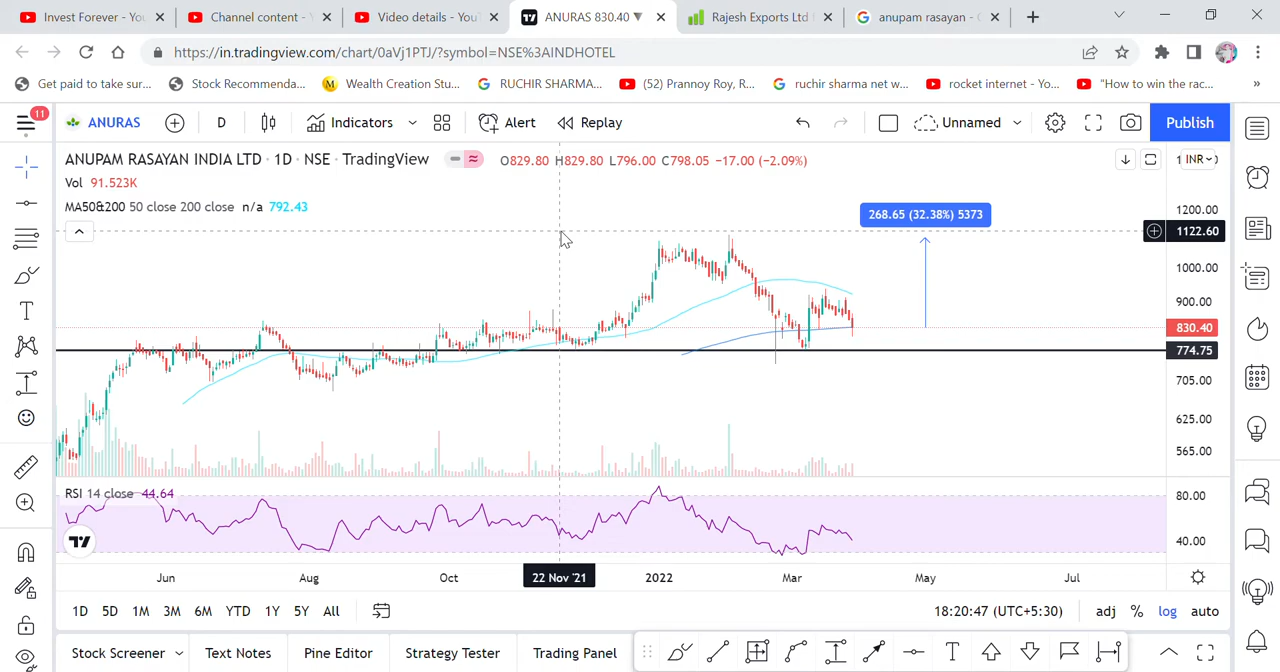 Invest Forever - Yo
Channel content - Y
Video details - YouT
ANURAS 830.40 ▼
Rajesh Exports Ltd
anupam rasayan - G
https://in.tradingview.com/chart/0aVj1PTJ/?symbol=NSE%3AINDHOTEL
Get paid to take sur...
Stock Recommenda...
Wealth Creation Stu...
RUCHIR SHARMA...
(52) Prannoy Roy, R...
ruchir sharma net w...
rocket internet - Yo...
"How to win the rac...
»
11
ANURAS
D
Indicators
Alert
Replay
Unnamed
Publish
ANUPAM RASAYAN INDIA LTD · 1D · NSE · TradingView
O829.80 H829.80 L796.00 C798.05 −17.00 (−2.09%)
1 INR
Vol 91.523K
MA50&200 50 close 200 close n/a 792.43
268.65 (32.38%) 5373
1200.00
1122.60
1000.00
900.00
830.40
774.75
705.00
625.00
565.00
RSI 14 close 44.64
80.00
40.00
Jun
Aug
Oct
22 Nov '21
2022
Mar
May
Jul
1D 5D 1M 3M 6M YTD 1Y 5Y All
18:20:47 (UTC+5:30)
adj % log auto
Stock Screener
Text Notes
Pine Editor
Strategy Tester
Trading Panel